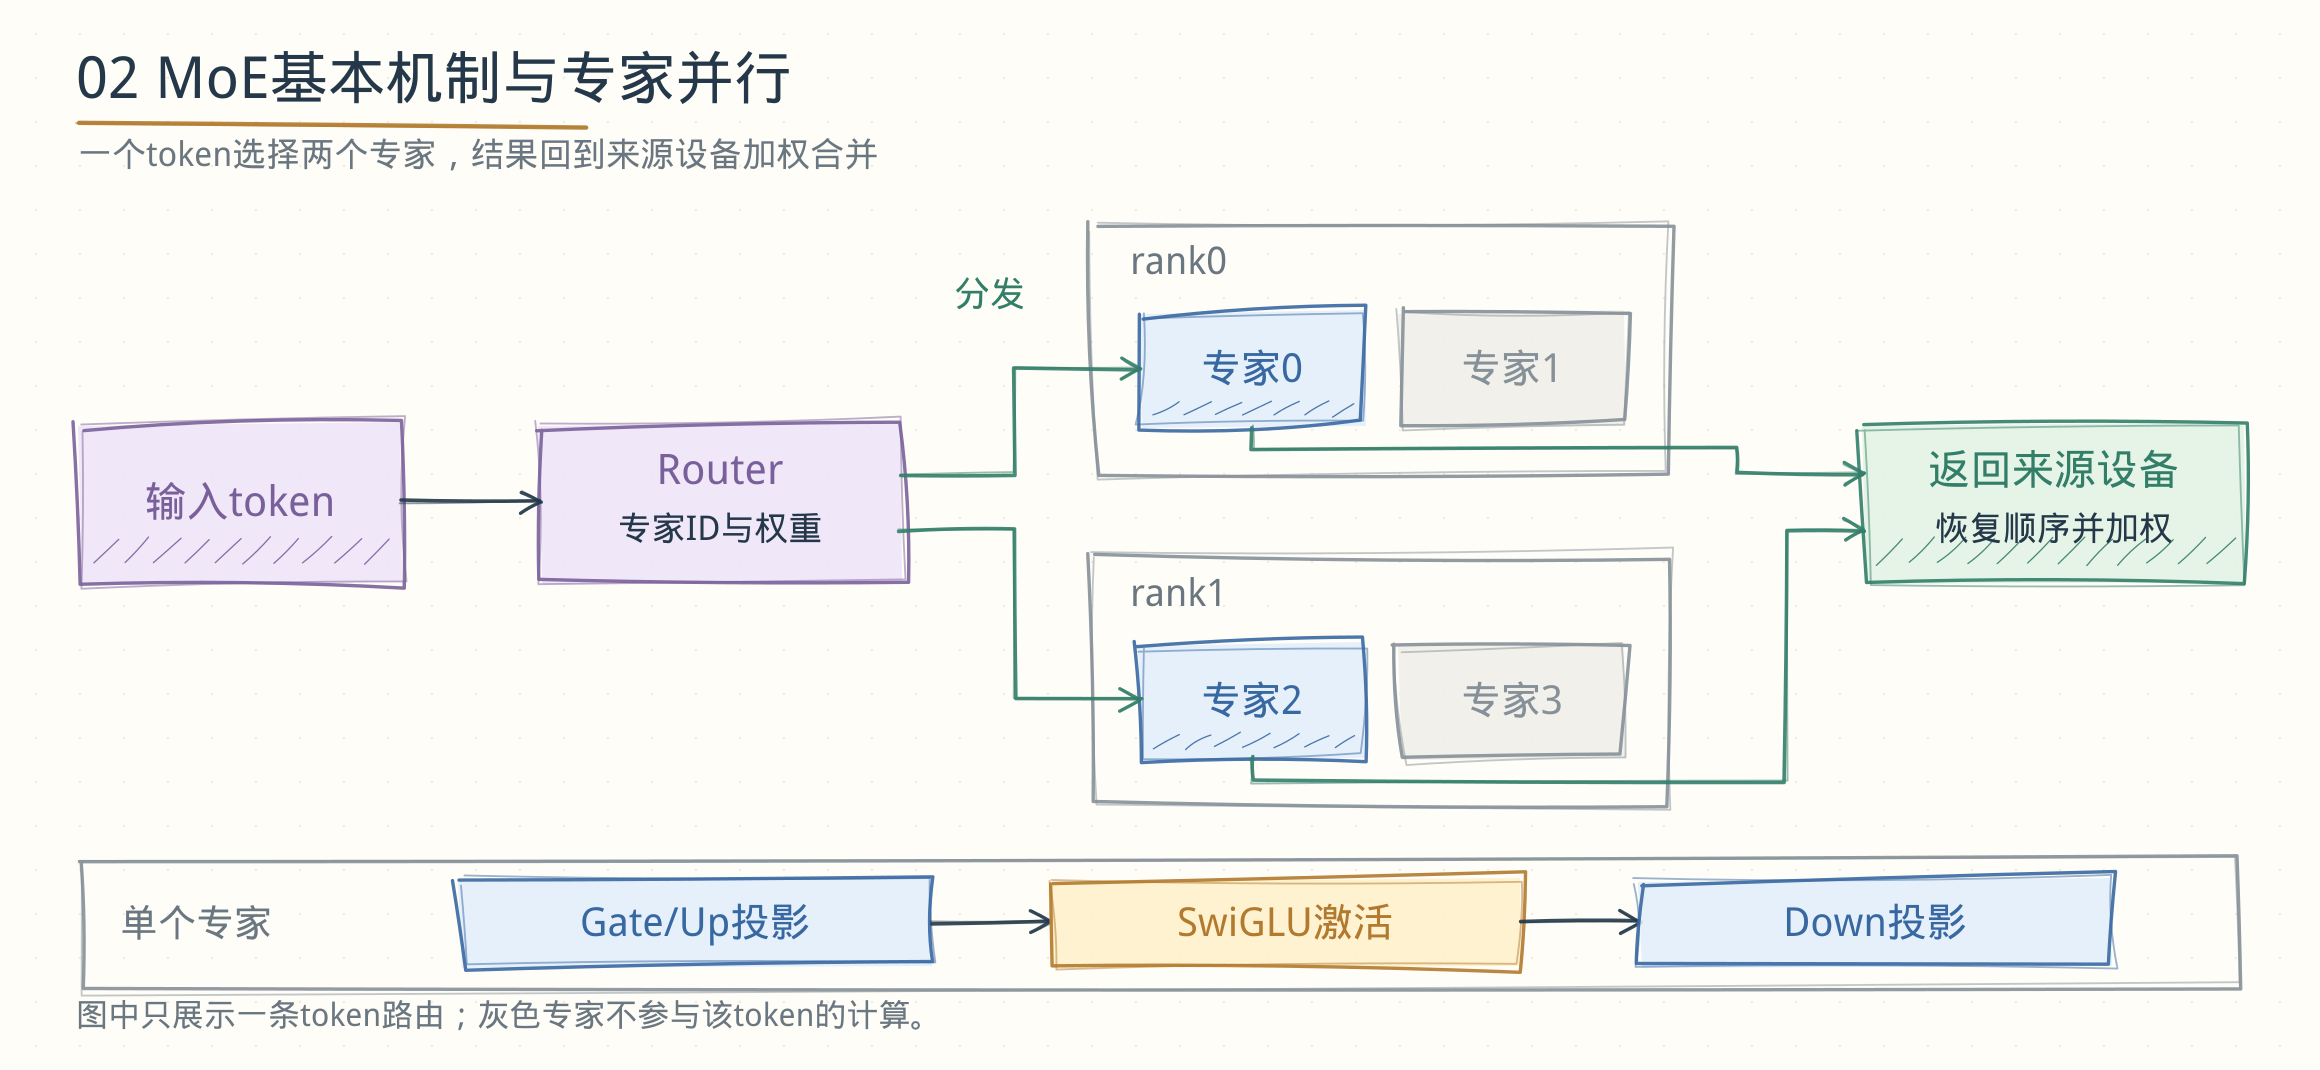 02 MoE基本机制与专家并行
一个token选择两个专家，结果回到来源设备加权合并
分发
rank0
专家0
专家1
输入token
Router
专家ID与权重
返回来源设备
恢复顺序并加权
rank1
专家2
专家3
单个专家
Gate/Up投影
SwiGLU激活
Down投影
图中只展示一条token路由；灰色专家不参与该token的计算。